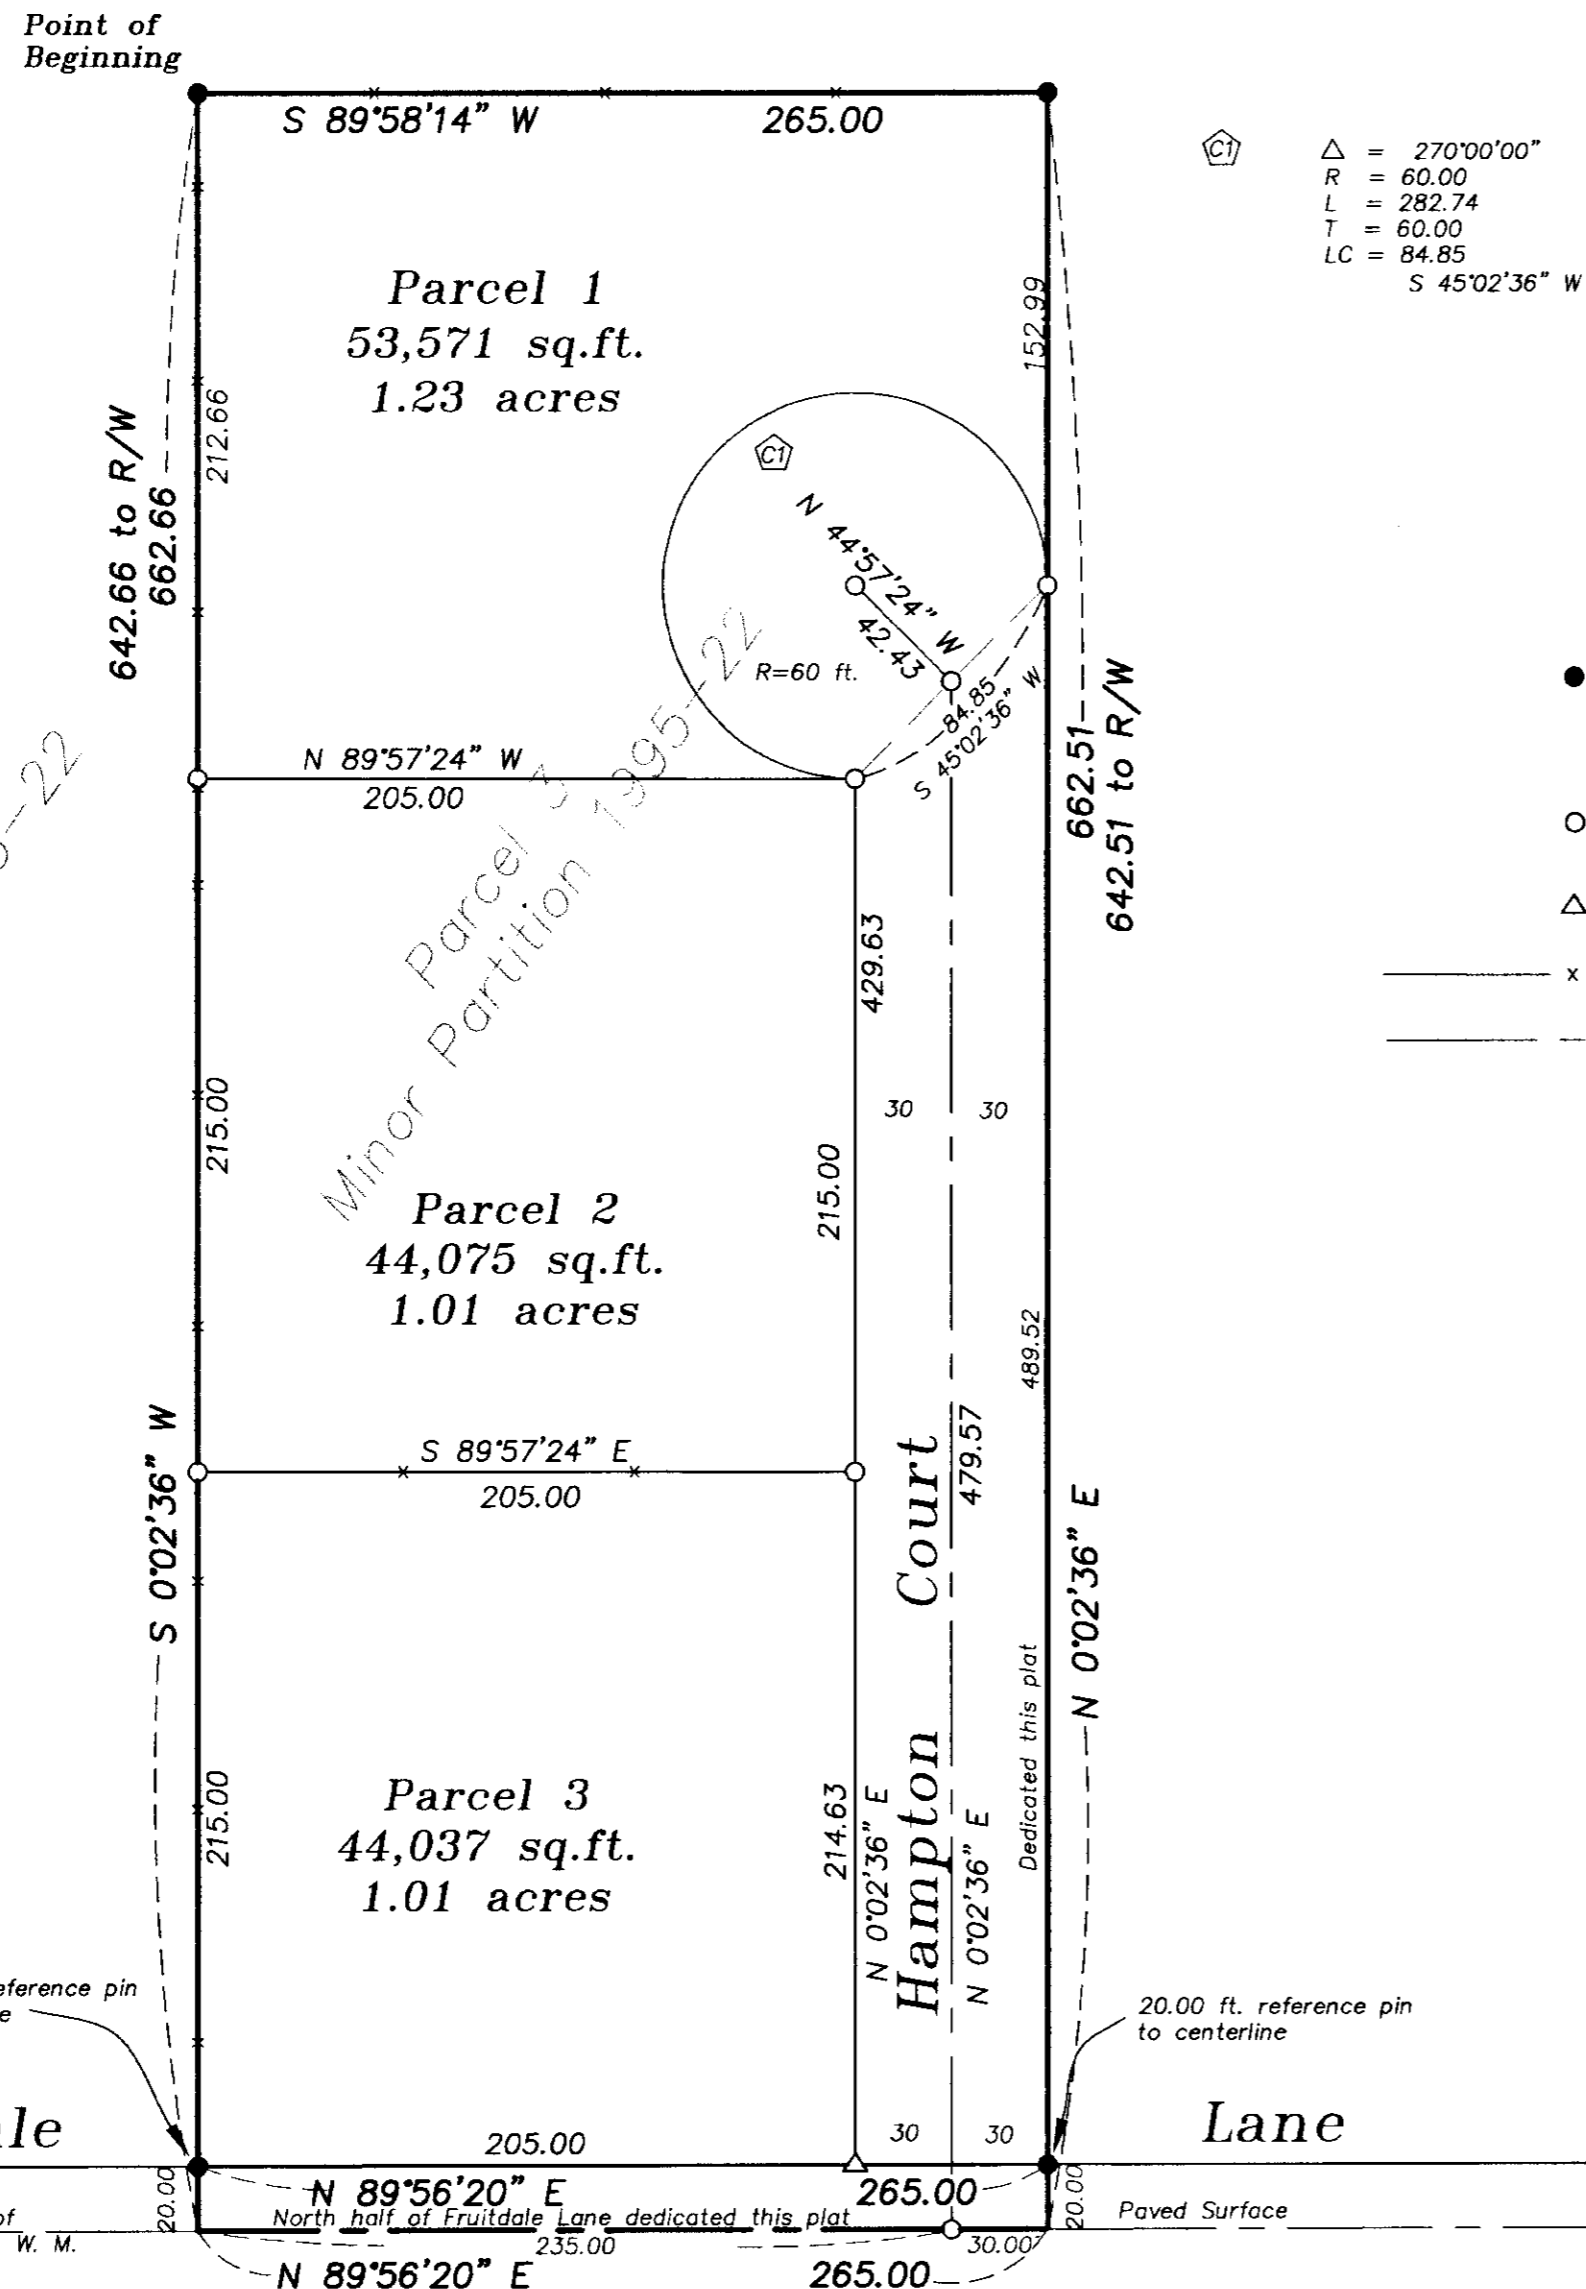 Point of
Beginning
S 89°58'14" W
265.00
C1
Δ = 270°00'00"
R = 60.00
L = 282.74
T = 60.00
LC = 84.85
S 45°02'36" W
Parcel 1
53,571 sq.ft.
1.23 acres
152.99
212.66
642.66 to R/W
662.66
C1
N 44°57'24" W
42.43
R=60 ft.
84.85
S 45°02'36" W
662.51
642.51 to R/W
N 89°57'24" W
205.00
Parcel 3
Minor Partition 1995-22
-22
429.63
215.00
30
30
215.00
Parcel 2
44,075 sq.ft.
1.01 acres
489.52
479.57
S 0°02'36" W
S 89°57'24" E
205.00
Hampton Court
N 0°02'36" E
Dedicated this plat
Parcel 3
44,037 sq.ft.
1.01 acres
215.00
214.63
N 0°02'36" E
N 0°02'36" E
eference pin
e
20.00 ft. reference pin
to centerline
le
Lane
205.00
30
30
N 89°56'20" E
265.00
20.00
20.00
of
W. M.
North half of Fruitdale Lane dedicated this plat
Paved Surface
235.00
30.00
N 89°56'20" E
265.00
x